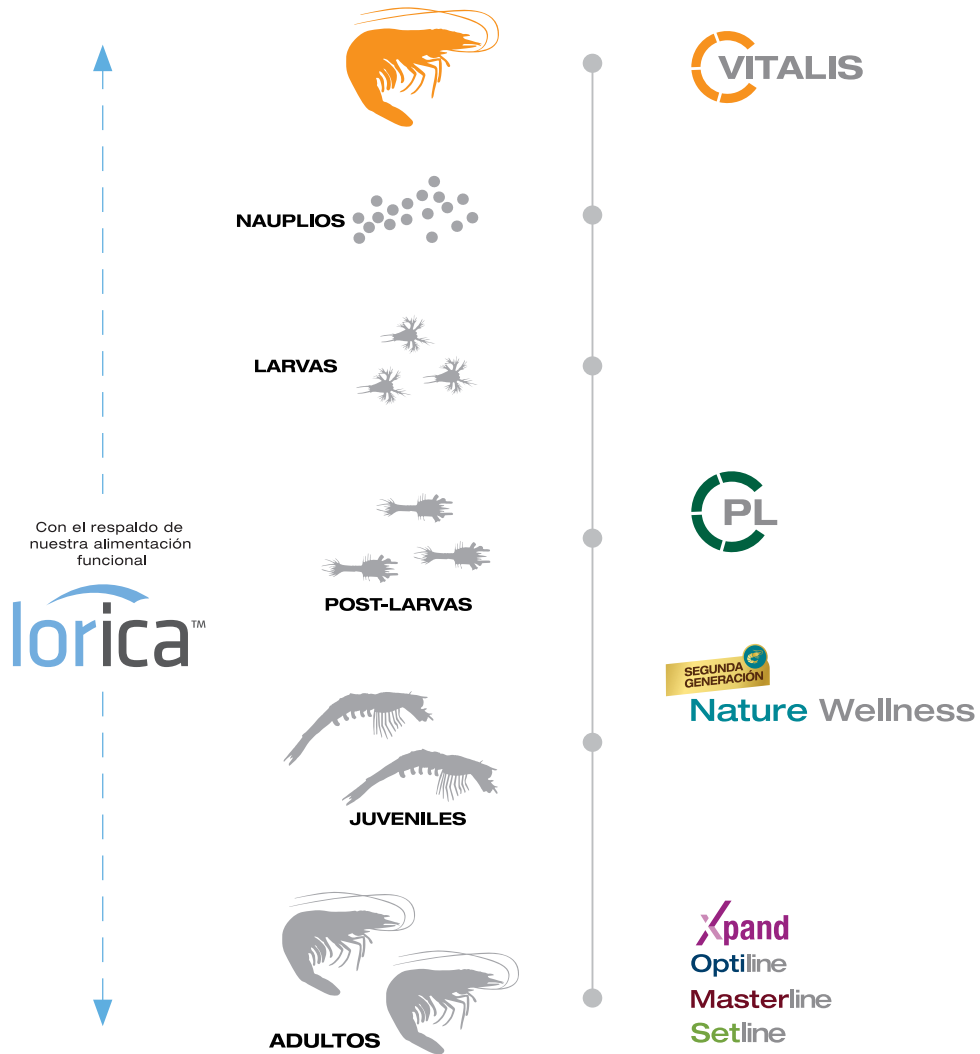 VITALIS
NAUPLIOS
LARVAS
PL
Con el respaldo de
nuestra alimentación
funcional
lorica™
POST-LARVAS
SEGUNDA
GENERACIÓN
Nature Wellness
JUVENILES
Xpand
Optiline
Masterline
Setline
ADULTOS